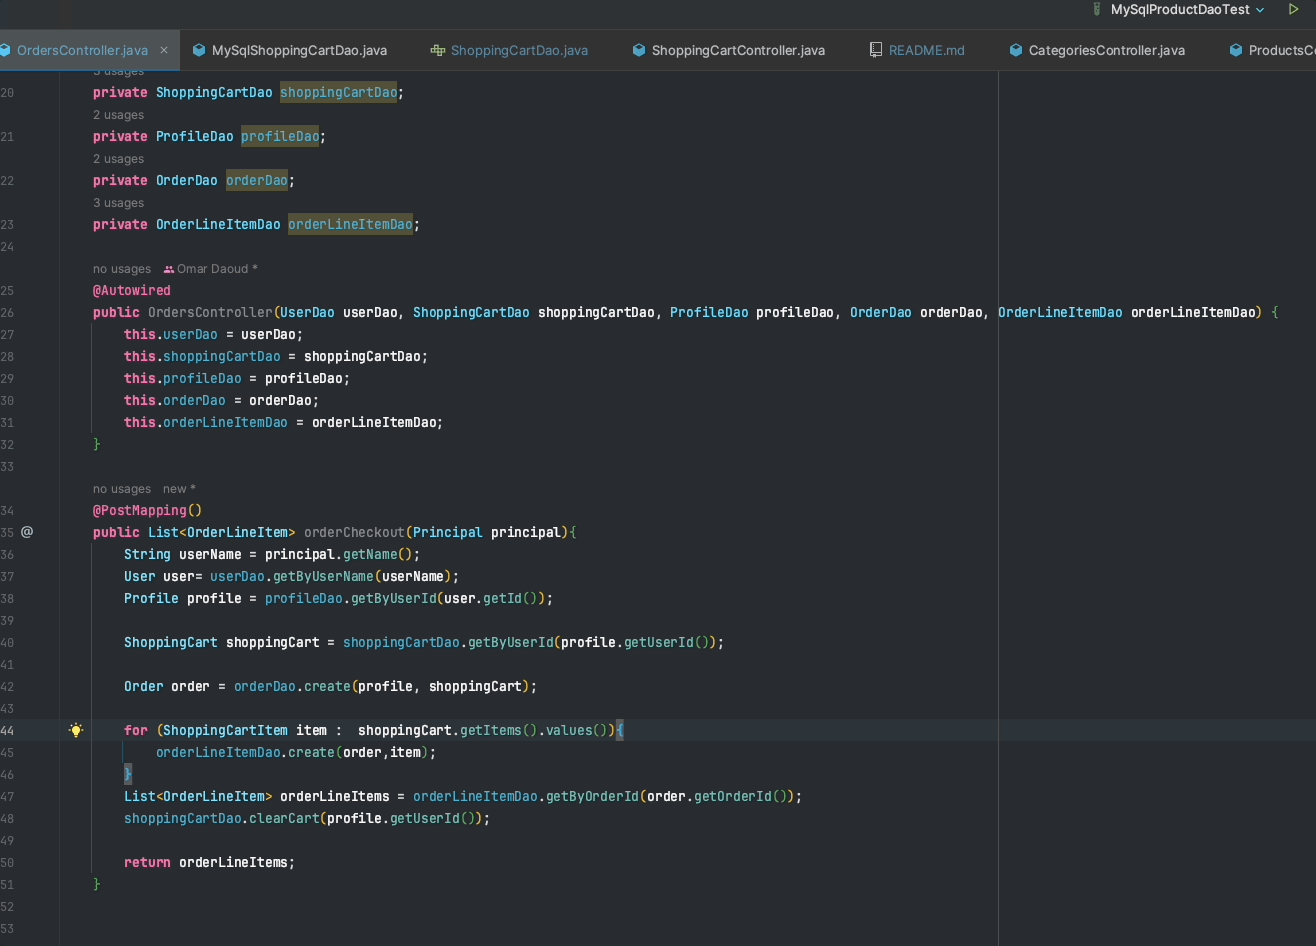 MySqlProductDaoTest
OrdersController.java × MySqlShoppingCartDao.java ShoppingCartDao.java ShoppingCartController.java README.md CategoriesController.java ProductsCo
3 usages
20 private ShoppingCartDao shoppingCartDao;
2 usages
21 private ProfileDao profileDao;
2 usages
22 private OrderDao orderDao;
3 usages
23 private OrderLineItemDao orderLineItemDao;
24
no usages Omar Daoud *
25 @Autowired
26 public OrdersController(UserDao userDao, ShoppingCartDao shoppingCartDao, ProfileDao profileDao, OrderDao orderDao, OrderLineItemDao orderLineItemDao) {
27 this.userDao = userDao;
28 this.shoppingCartDao = shoppingCartDao;
29 this.profileDao = profileDao;
30 this.orderDao = orderDao;
31 this.orderLineItemDao = orderLineItemDao;
32 }
33
no usages new *
34 @PostMapping()
35 @ public List<OrderLineItem> orderCheckout(Principal principal){
36 String userName = principal.getName();
37 User user= userDao.getByUserName(userName);
38 Profile profile = profileDao.getByUserId(user.getId());
39
40 ShoppingCart shoppingCart = shoppingCartDao.getByUserId(profile.getUserId());
41
42 Order order = orderDao.create(profile, shoppingCart);
43
44 for (ShoppingCartItem item :  shoppingCart.getItems().values()){
45 orderLineItemDao.create(order,item);
46 }
47 List<OrderLineItem> orderLineItems = orderLineItemDao.getByOrderId(order.getOrderId());
48 shoppingCartDao.clearCart(profile.getUserId());
49
50 return orderLineItems;
51 }
52
53